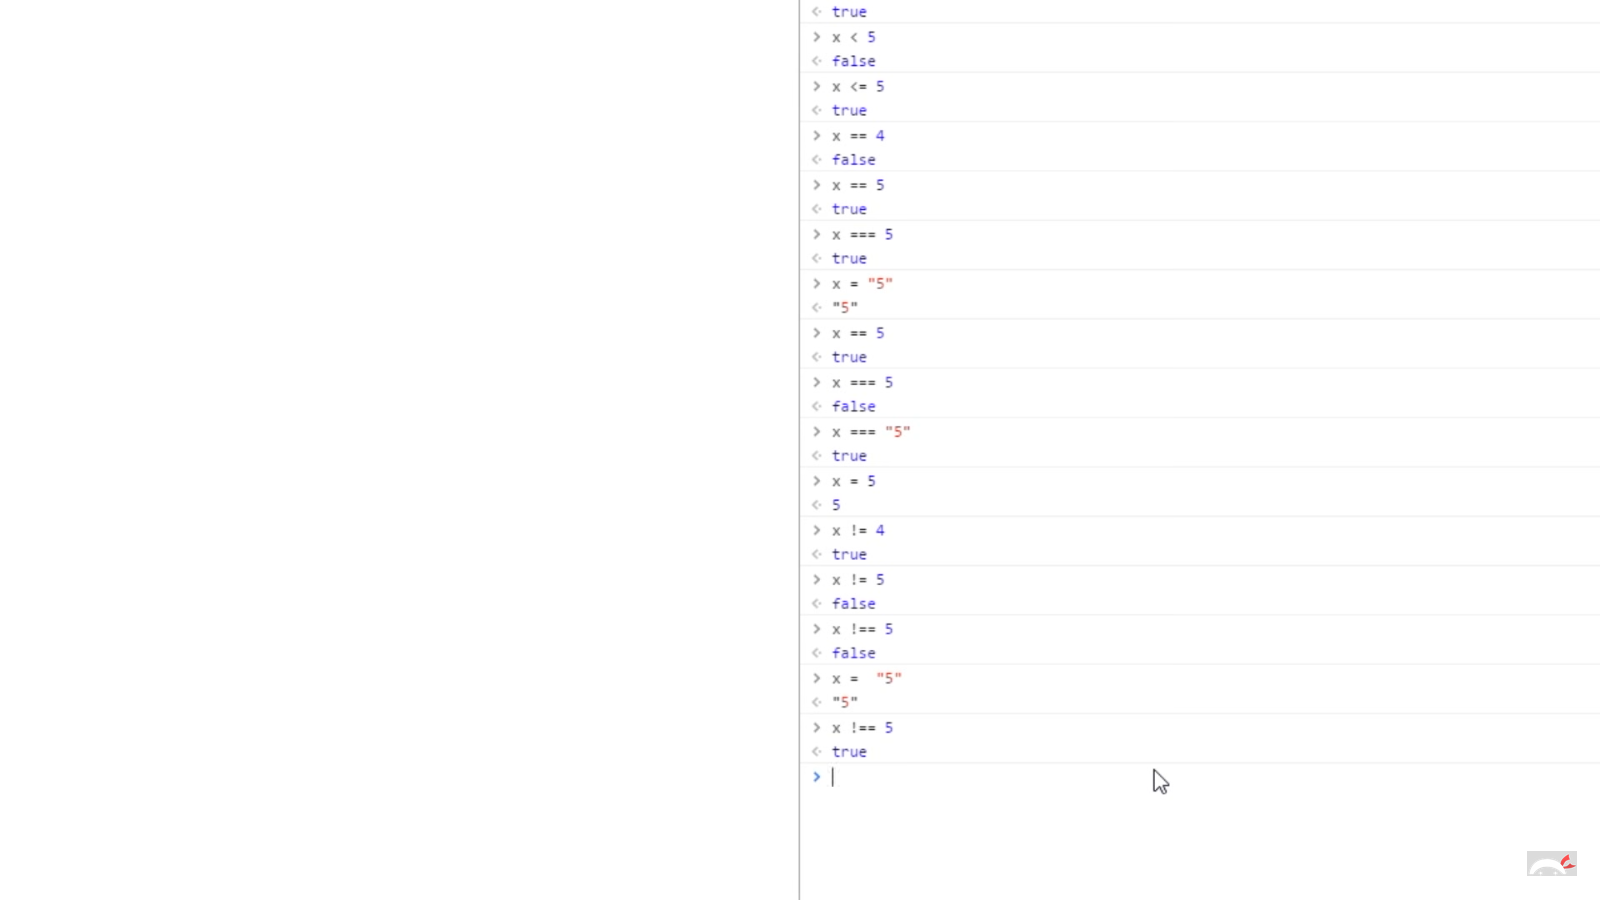 true
x < 5
false
x <= 5
true
x == 4
false
x == 5
true
x === 5
true
x = "5"
"5"
x == 5
true
x === 5
false
x === "5"
true
x = 5
5
x != 4
true
x != 5
false
x !== 5
false
x =  "5"
"5"
x !== 5
true